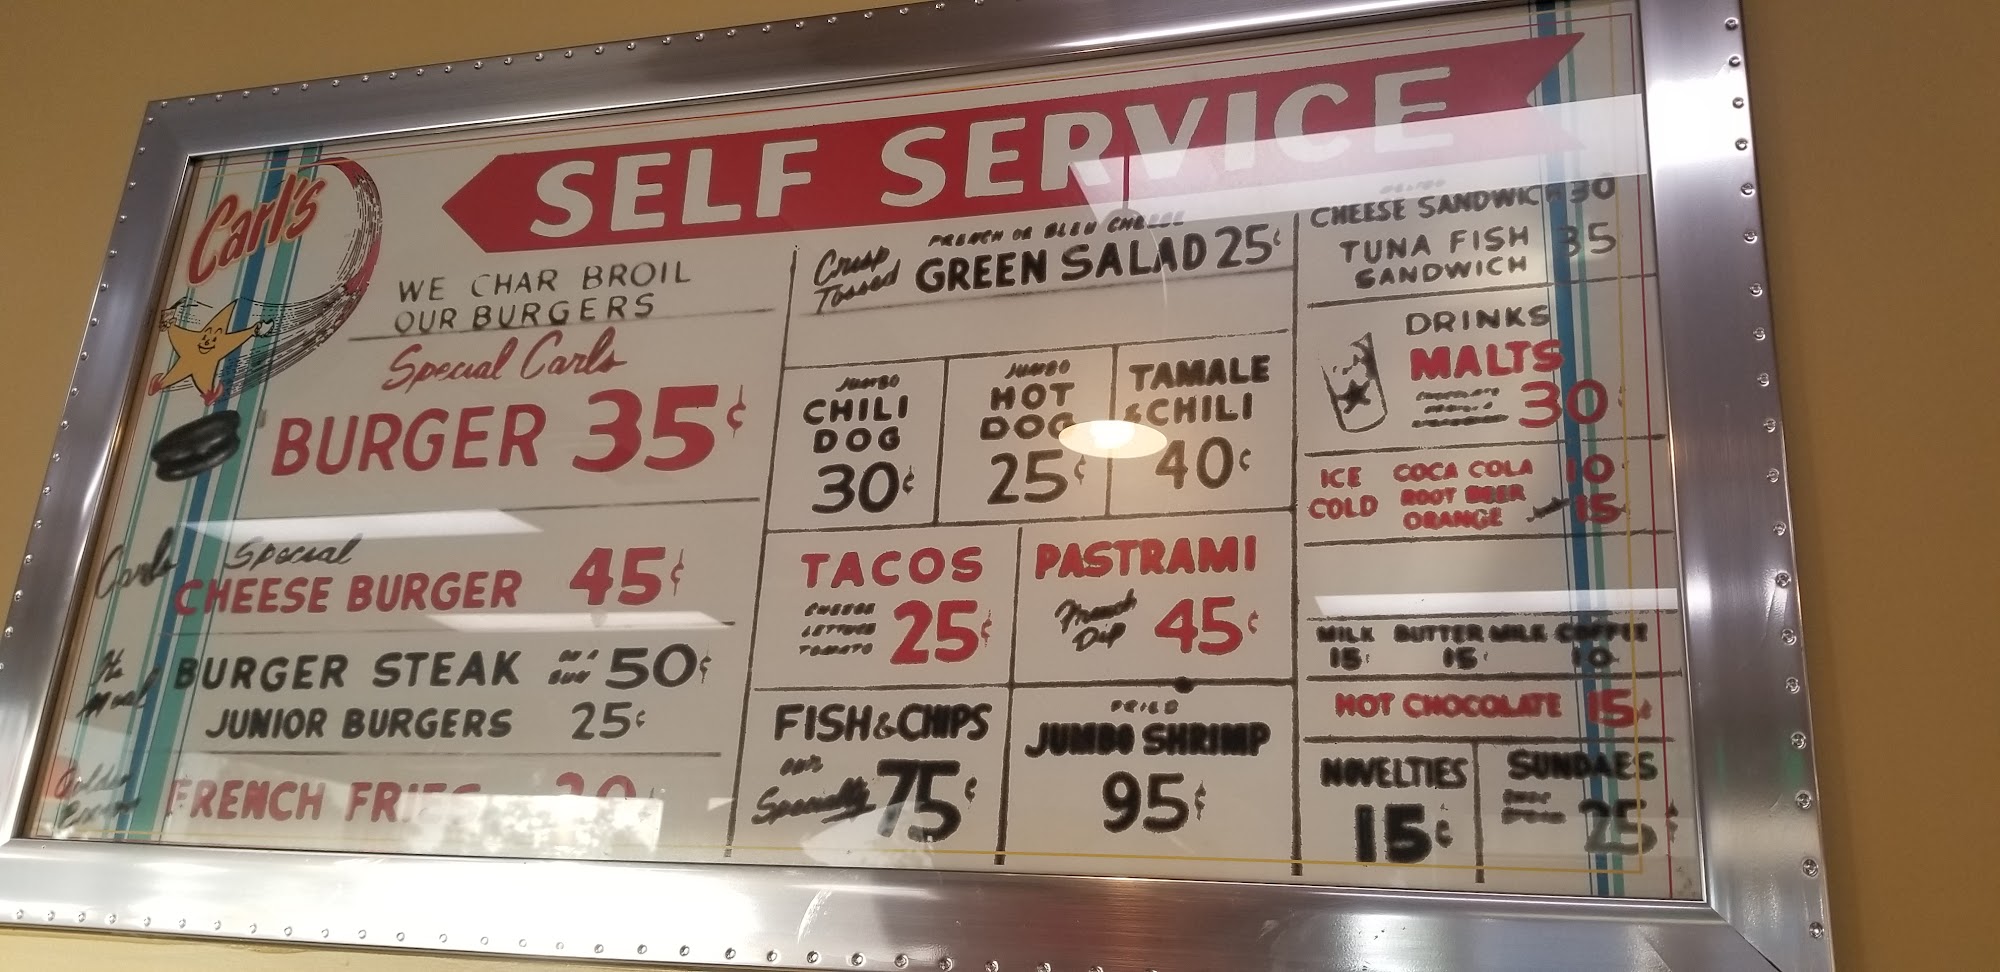 SELF SERVICE
Carl's
WE CHAR BROIL
OUR BURGERS
Special Carls
BURGER 35¢
Carls Special
CHEESE BURGER 45¢
BURGER STEAK ON A BUN 50¢
JUNIOR BURGERS 25¢
Golden
FRENCH FRIES 20¢
FRENCH OR BLEU CHEESE
Crisp Tossed
GREEN SALAD 25¢
JUMBO
CHILI
DOG
30¢
JUMBO
HOT
DOG
25¢
TAMALE
& CHILI
40¢
TACOS
CHEESE
LETTUCE
TOMATO
25¢
PASTRAMI
French
Dip
45¢
FISH & CHIPS
our
Specialty
75¢
FRIED
JUMBO SHRIMP
95¢
CHEESE SANDWICH 30
TUNA FISH
SANDWICH
35
DRINKS
MALTS
CHOCOLATE
30
ICE
COLD
COCA COLA
ROOT BEER
ORANGE
10
15
MILK BUTTER MILK COFFEE
15¢ 15¢ 10
HOT CHOCOLATE 15¢
NOVELTIES
15¢
SUNDAES
25¢